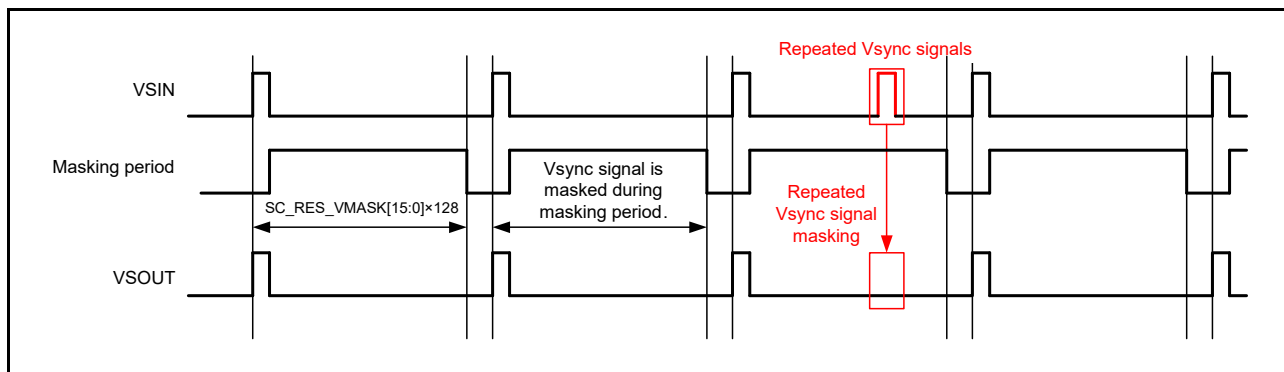 Repeated Vsync signals
VSIN
Masking period
Vsync signal is
masked during
masking period.
SC_RES_VMASK[15:0]×128
Repeated
Vsync signal
masking
VSOUT